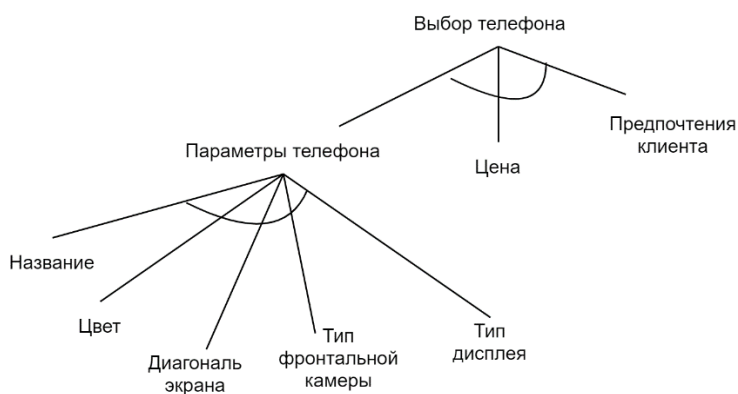 Выбор телефона
Параметры телефона
Цена
Предпочтения
клиента
Название
Цвет
Диагональ
экрана
Тип
фронтальной
камеры
Тип
дисплея